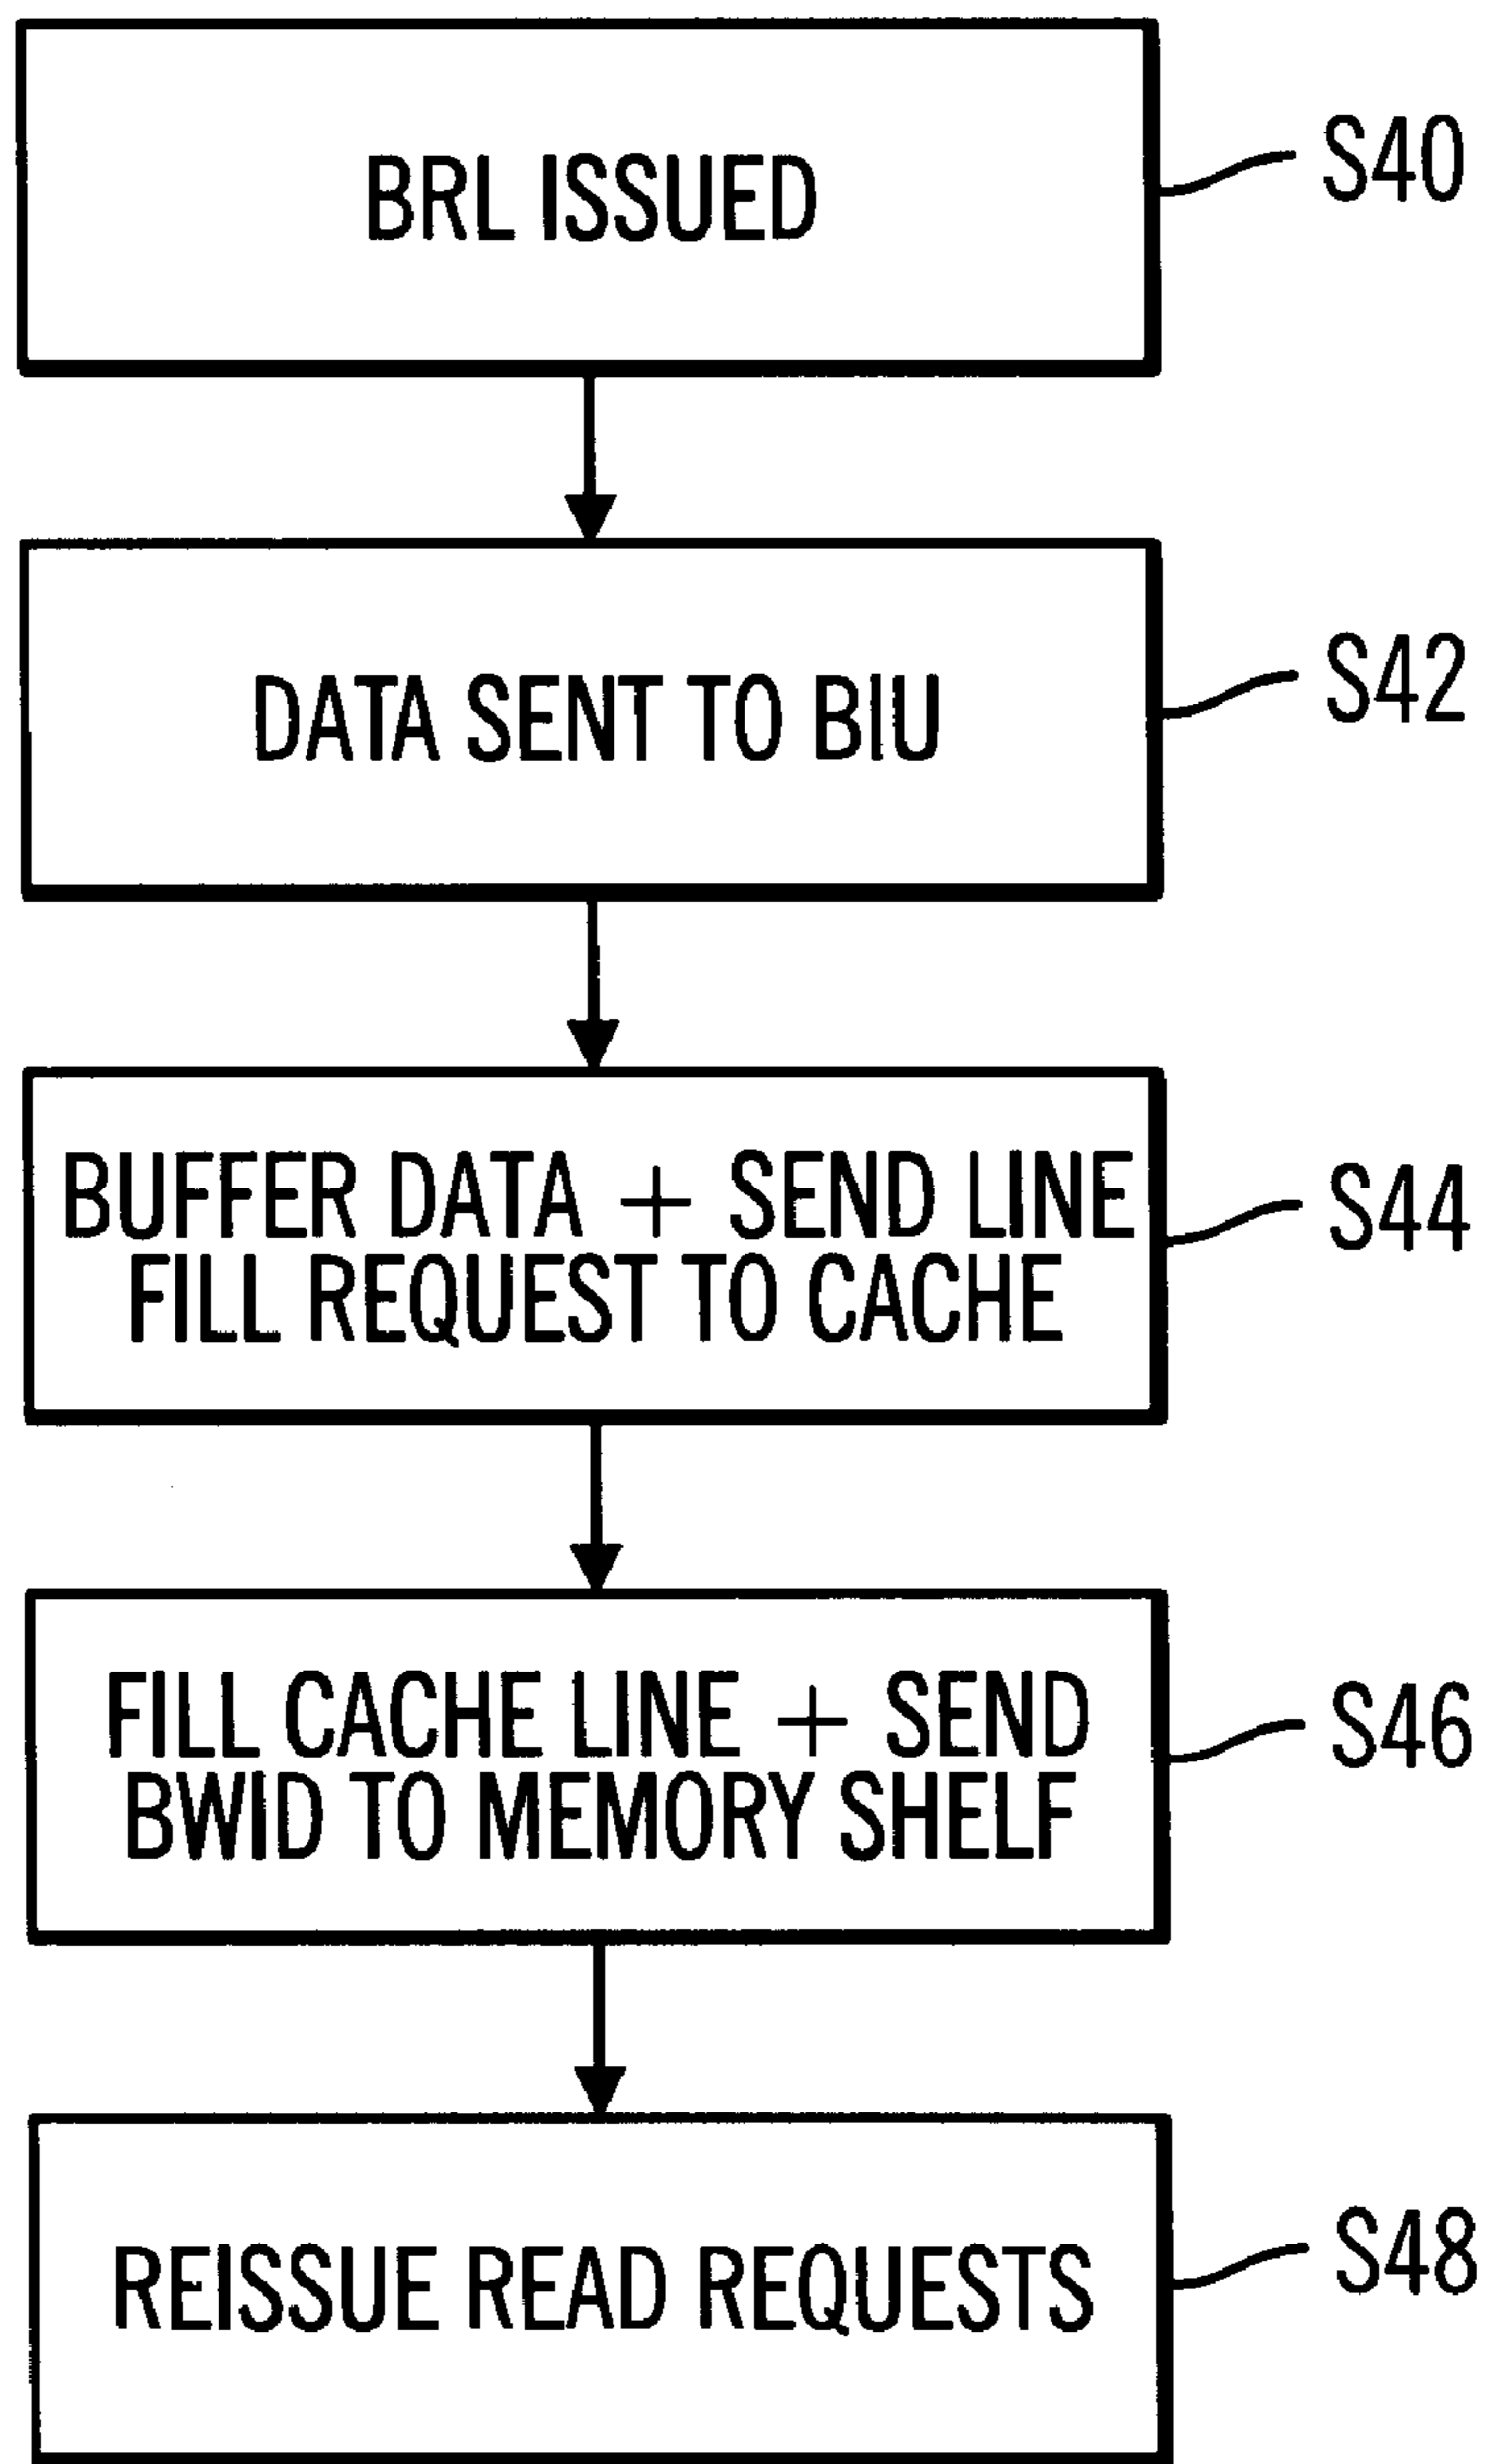 BRL ISSUED
S40
DATA SENT TO BIU
S42
BUFFER DATA + SEND LINE
FILL REQUEST TO CACHE
S44
FILL CACHE LINE + SEND
BWID TO MEMORY SHELF
S46
REISSUE READ REQUESTS
S48